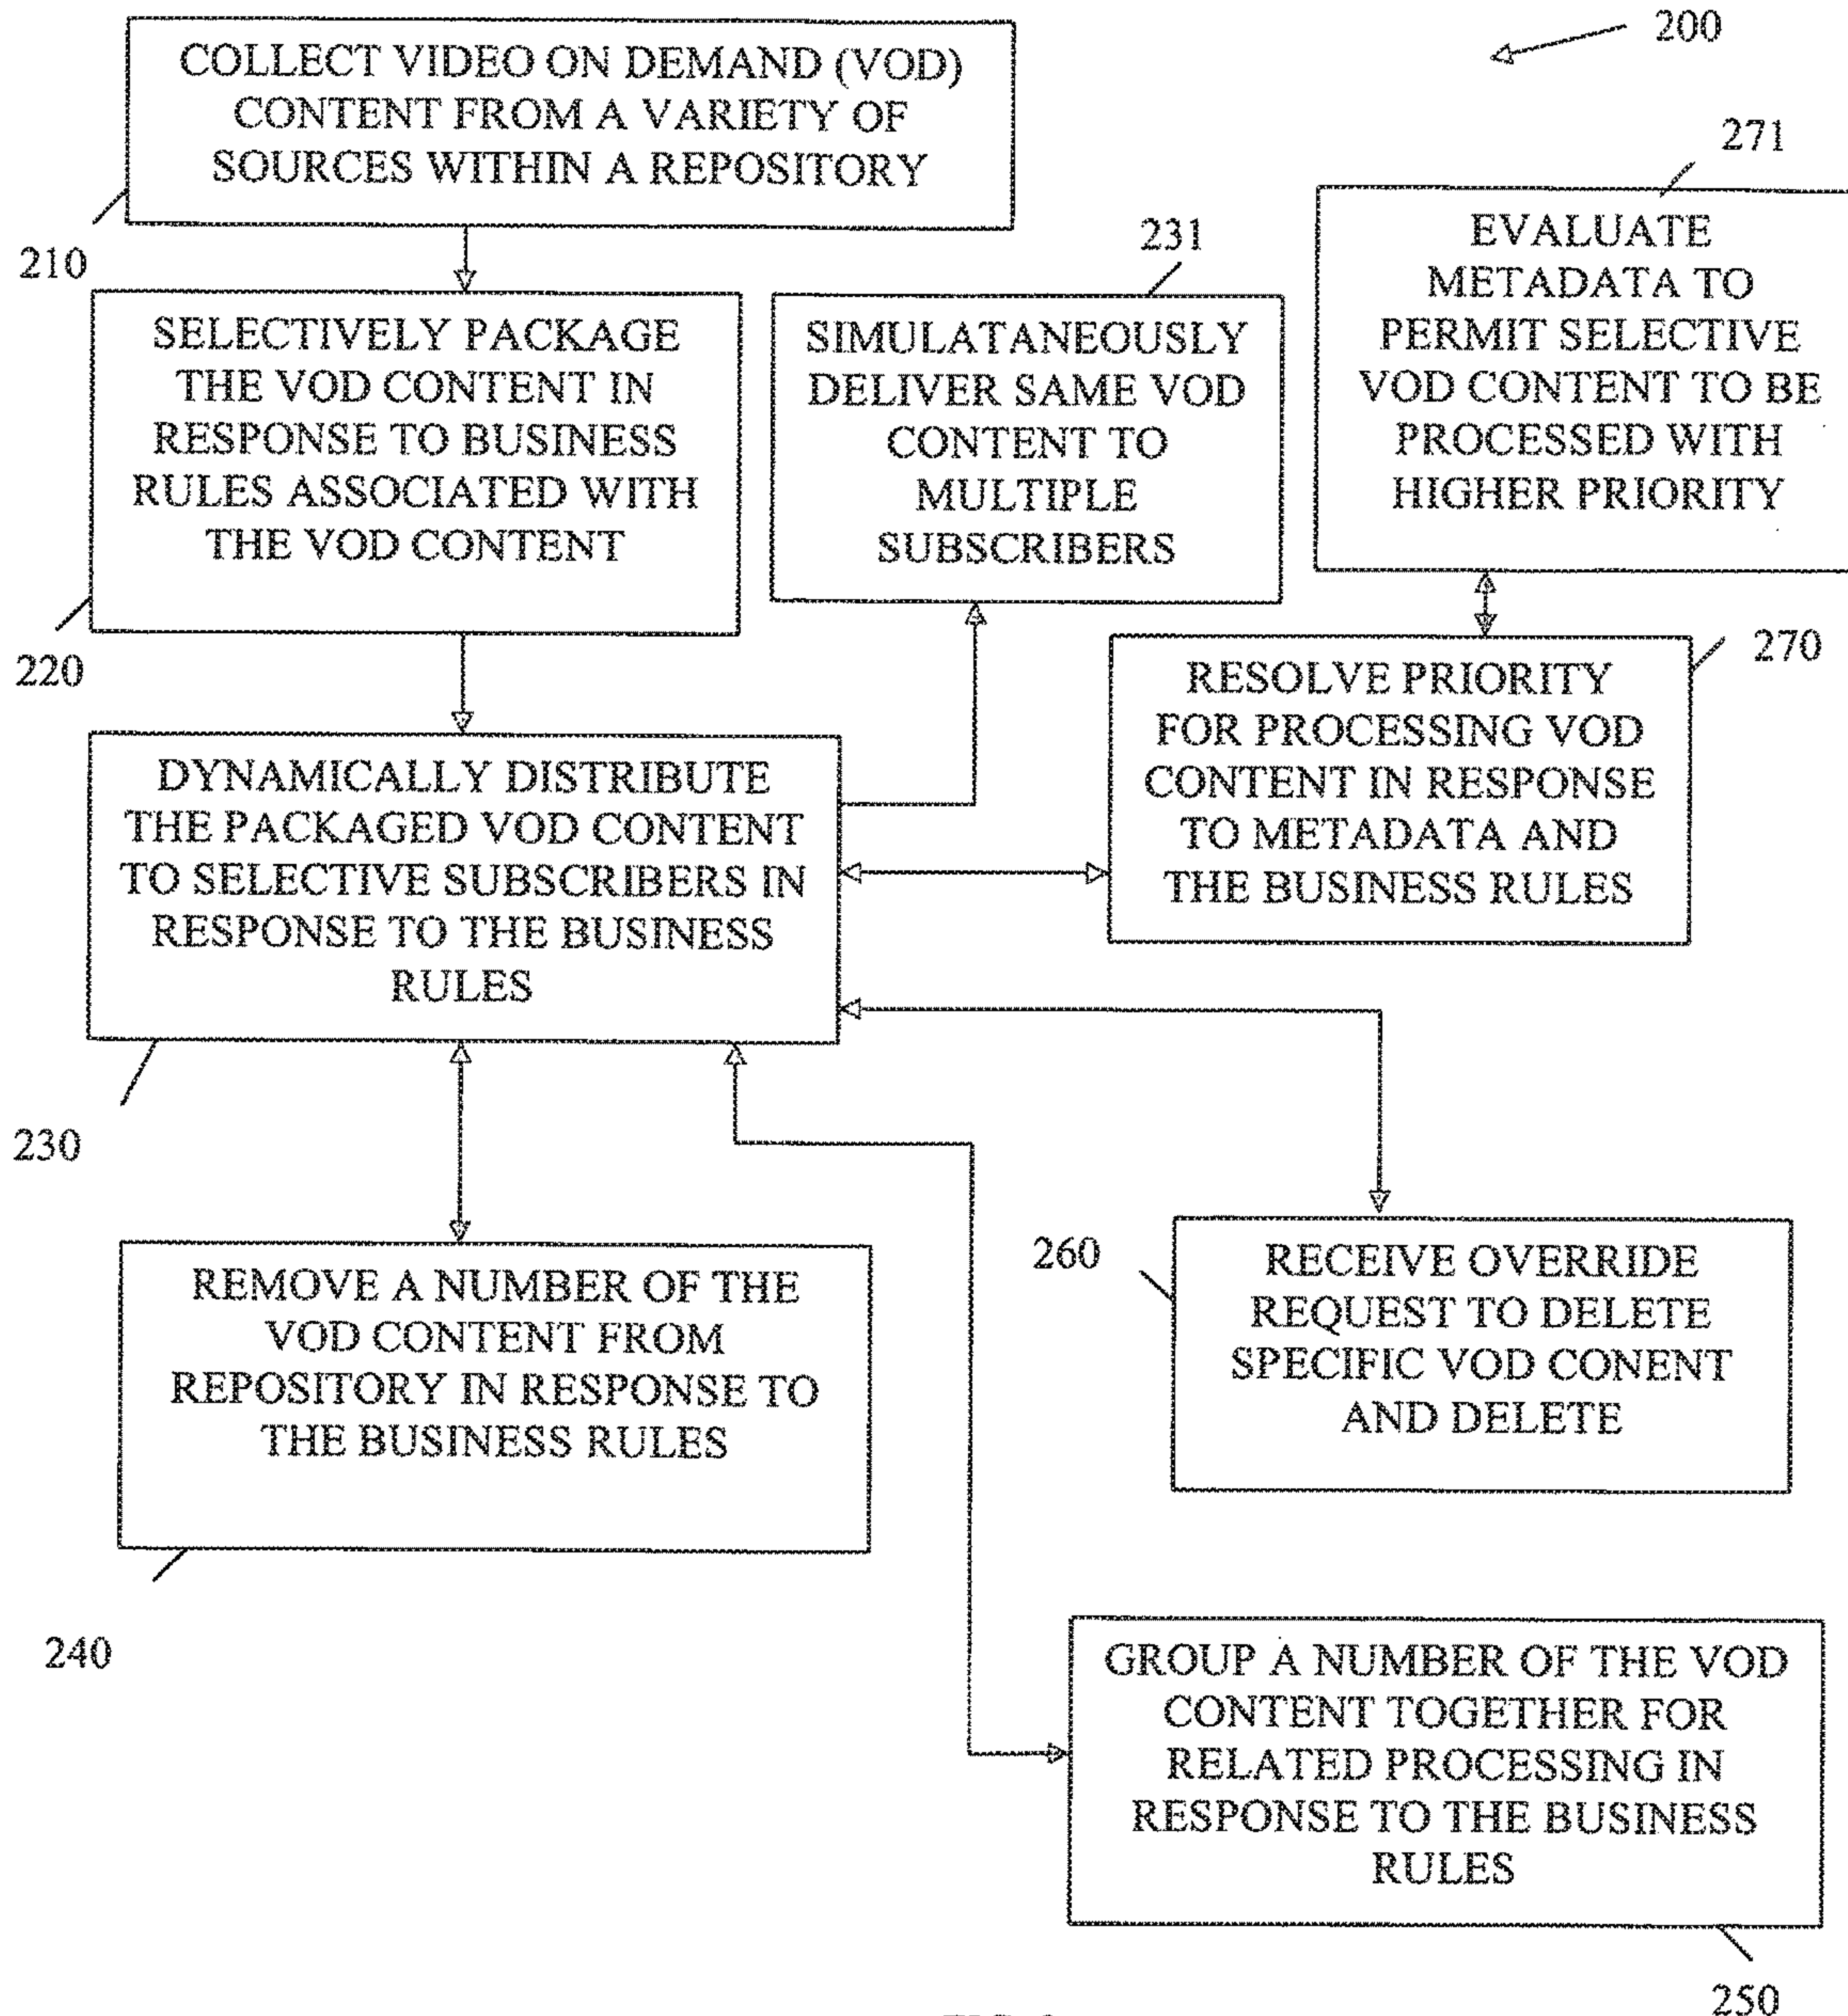 200
COLLECT VIDEO ON DEMAND (VOD)
CONTENT FROM A VARIETY OF
SOURCES WITHIN A REPOSITORY
210
271
EVALUATE
METADATA TO
PERMIT SELECTIVE
VOD CONTENT TO BE
PROCESSED WITH
HIGHER PRIORITY
231
SIMULATANEOUSLY
DELIVER SAME VOD
CONTENT TO
MULTIPLE
SUBSCRIBERS
SELECTIVELY PACKAGE
THE VOD CONTENT IN
RESPONSE TO BUSINESS
RULES ASSOCIATED WITH
THE VOD CONTENT
220
270
RESOLVE PRIORITY
FOR PROCESSING VOD
CONTENT IN RESPONSE
TO METADATA AND
THE BUSINESS RULES
DYNAMICALLY DISTRIBUTE
THE PACKAGED VOD CONTENT
TO SELECTIVE SUBSCRIBERS IN
RESPONSE TO THE BUSINESS
RULES
230
REMOVE A NUMBER OF THE
VOD CONTENT FROM
REPOSITORY IN RESPONSE TO
THE BUSINESS RULES
240
260
RECEIVE OVERRIDE
REQUEST TO DELETE
SPECIFIC VOD CONENT
AND DELETE
GROUP A NUMBER OF THE VOD
CONTENT TOGETHER FOR
RELATED PROCESSING IN
RESPONSE TO THE BUSINESS
RULES
250